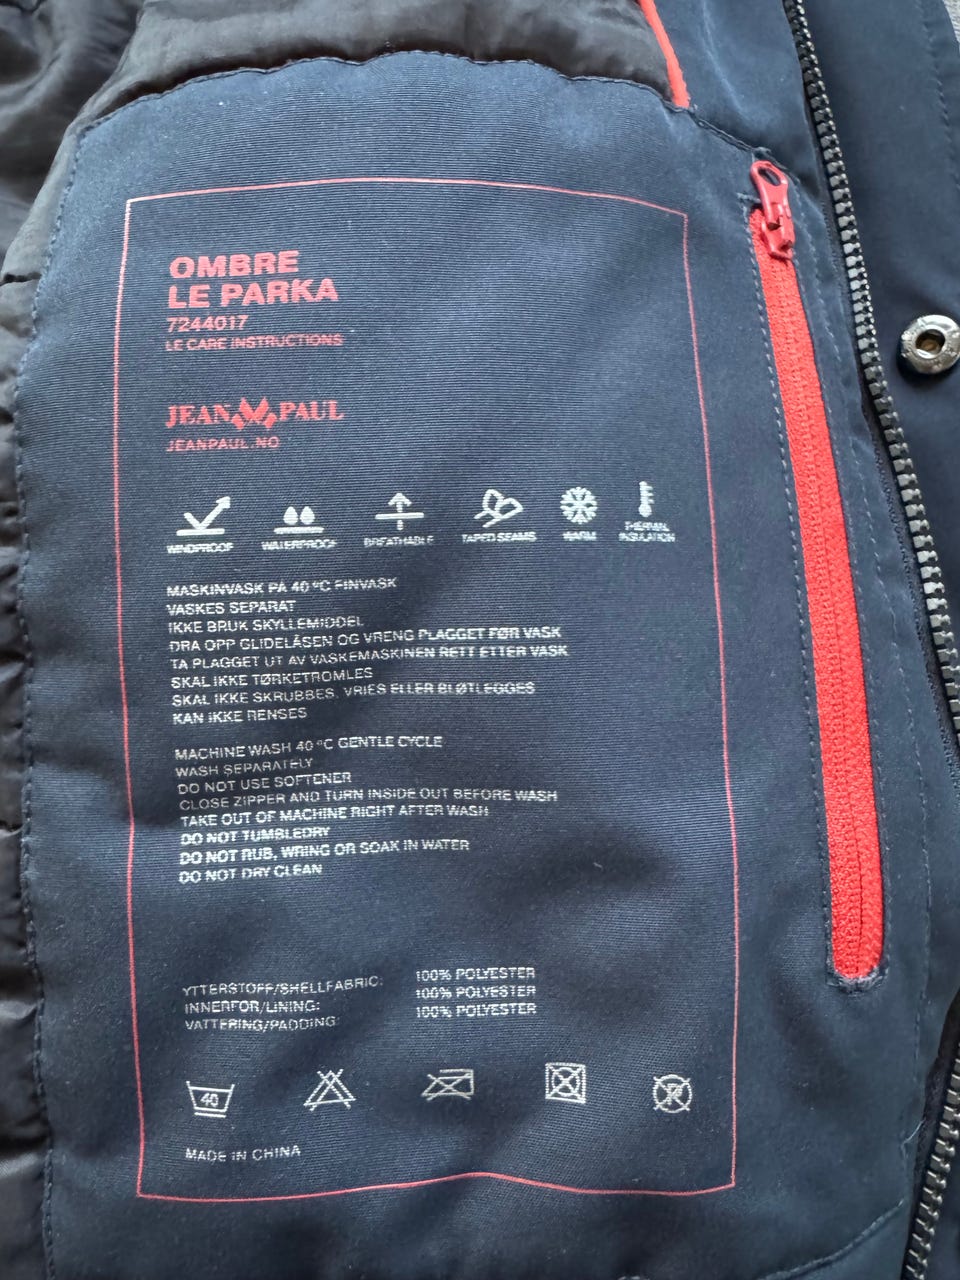 OMBRE
LE PARKA
7244017
LE CARE INSTRUCTIONS
JEAN PAUL
JEANPAUL.NO
WINDPROOF WATERPROOF BREATHABLE TAPED SEAMS WARM THERMAL INSULATION
MASKINVASK PÅ 40 °C FINVASK
VASKES SEPARAT
IKKE BRUK SKYLLEMIDDEL
DRA OPP GLIDELÅSEN OG VRENG PLAGGET FØR VASK
TA PLAGGET UT AV VASKEMASKINEN RETT ETTER VASK
SKAL IKKE TØRKETROMLES
SKAL IKKE SKRUBBES, VRIES ELLER BLØTLEGGES
KAN IKKE RENSES
MACHINE WASH 40 °C GENTLE CYCLE
WASH SEPARATELY
DO NOT USE SOFTENER
CLOSE ZIPPER AND TURN INSIDE OUT BEFORE WASH
TAKE OUT OF MACHINE RIGHT AFTER WASH
DO NOT TUMBLEDRY
DO NOT RUB, WRING OR SOAK IN WATER
DO NOT DRY CLEAN
YTTERSTOFF/SHELLFABRIC: 100% POLYESTER
INNERFOR/LINING: 100% POLYESTER
VATTERING/PADDING: 100% POLYESTER
40
MADE IN CHINA